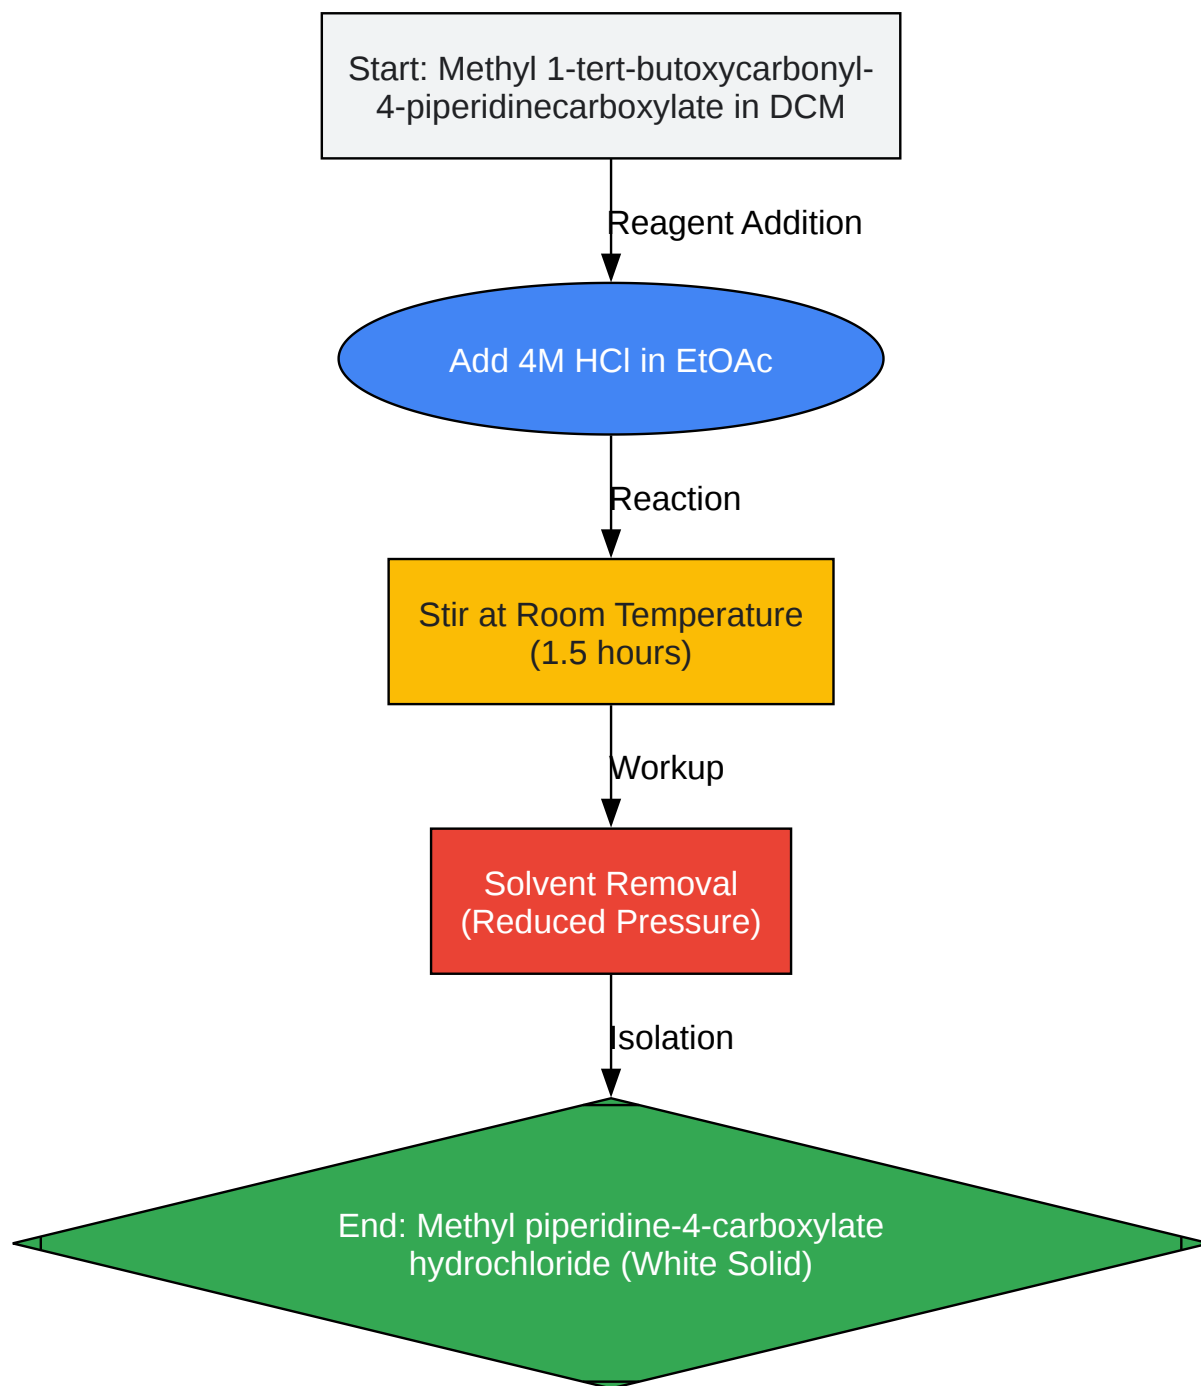 Start: Methyl 1-tert-butoxycarbonyl-
4-piperidinecarboxylate in DCM
Reagent Addition
Add 4M HCl in EtOAc
Reaction
Stir at Room Temperature
(1.5 hours)
Workup
Solvent Removal
(Reduced Pressure)
Isolation
End: Methyl piperidine-4-carboxylate
hydrochloride (White Solid)